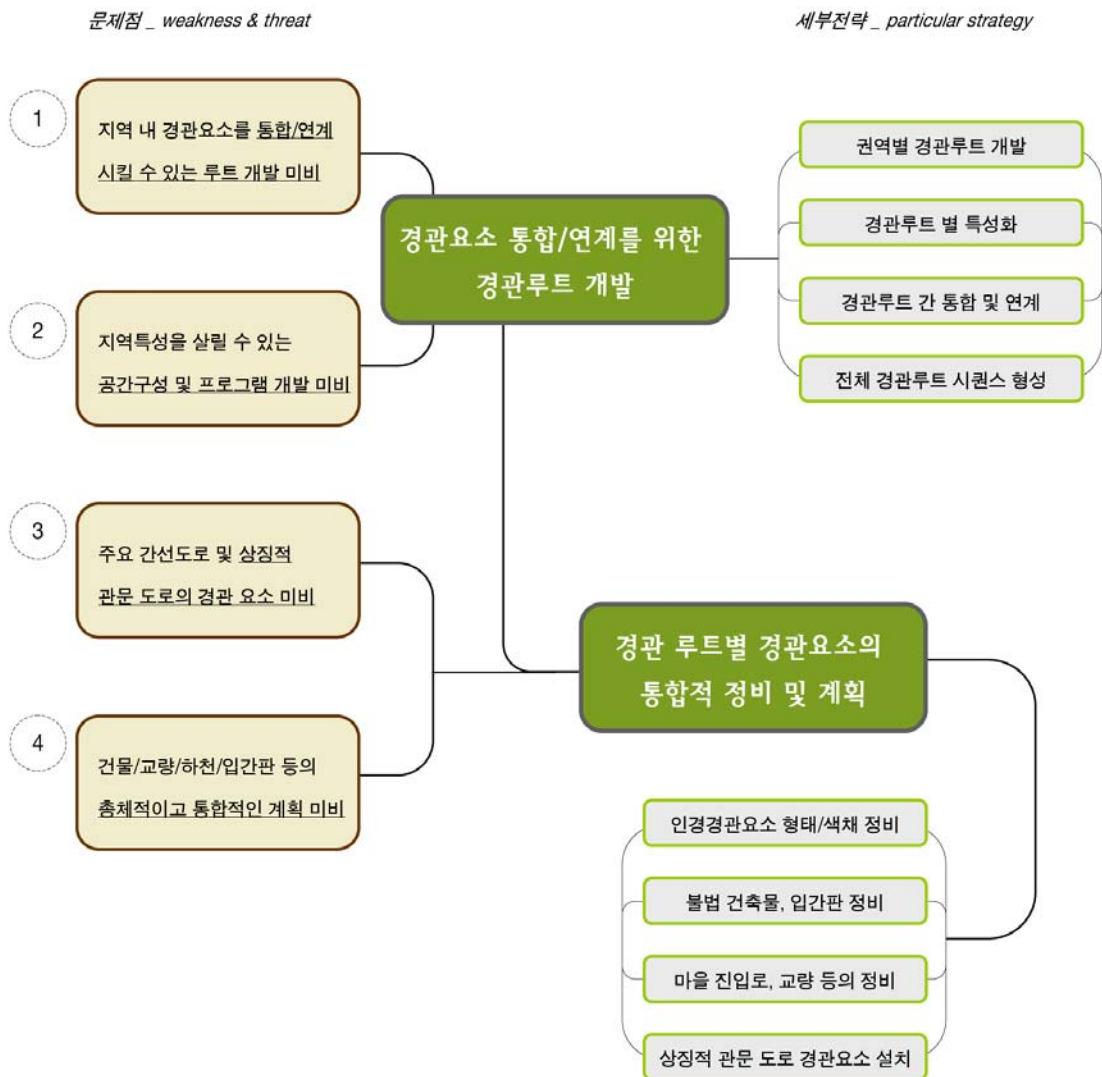 문제점 _ weakness & threat
세부전략 _ particular strategy
1
지역 내 경관요소를 통합/연계
시킬 수 있는 루트 개발 미비
2
지역특성을 살릴 수 있는
공간구성 및 프로그램 개발 미비
3
주요 간선도로 및 상징적
관문 도로의 경관 요소 미비
4
건물/교량/하천/입간판 등의
총체적이고 통합적인 계획 미비
경관요소 통합/연계를 위한
경관루트 개발
권역별 경관루트 개발
경관루트 별 특성화
경관루트 간 통합 및 연계
전체 경관루트 시퀀스 형성
경관 루트별 경관요소의
통합적 정비 및 계획
인경경관요소 형태/색채 정비
불법 건축물, 입간판 정비
마을 진입로, 교량 등의 정비
상징적 관문 도로 경관요소 설치